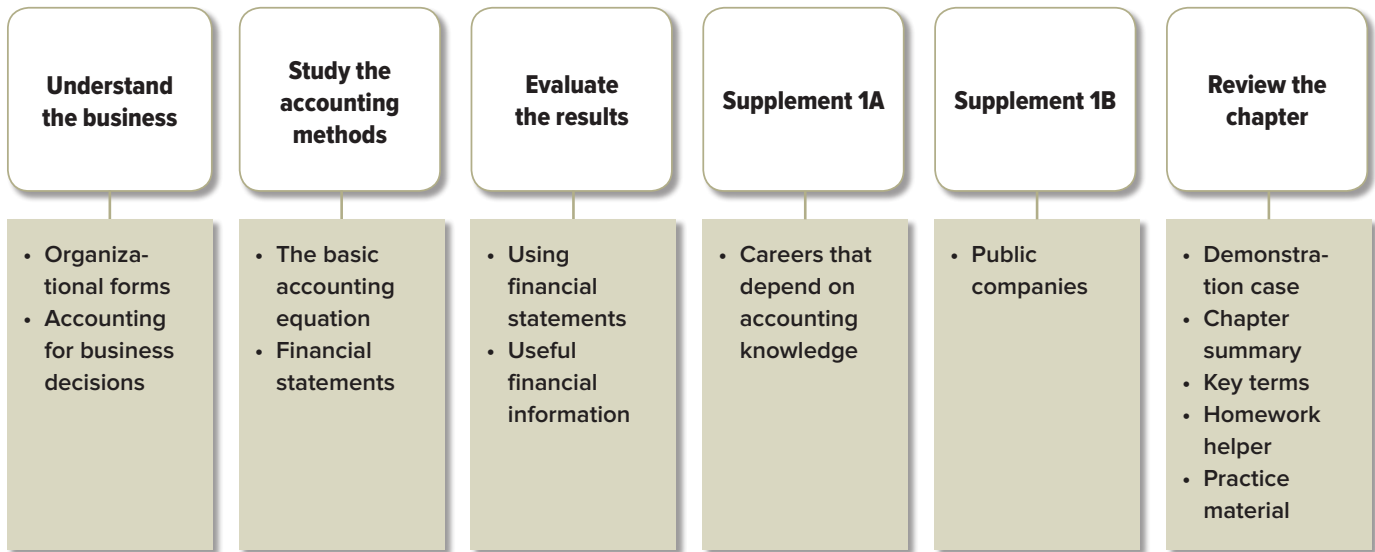 Understand
the business
Study the
accounting
methods
Evaluate
the results
Supplement 1A
Supplement 1B
Review the
chapter
• Organiza-
tional forms
• Accounting
for business
decisions
• The basic
accounting
equation
• Financial
statements
• Using
financial
statements
• Useful
financial
information
• Careers that
depend on
accounting
knowledge
• Public
companies
• Demonstra-
tion case
• Chapter
summary
• Key terms
• Homework
helper
• Practice
material